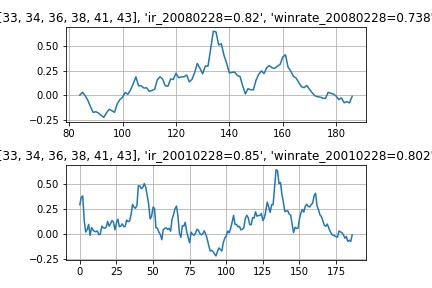 [33, 34, 36, 38, 41, 43], 'ir_20080228=0.82', 'winrate_20080228=0.738'
0.50
0.25
0.00
−0.25
80 100 120 140 160 180
[33, 34, 36, 38, 41, 43], 'ir_20010228=0.85', 'winrate_20010228=0.802'
0.50
0.25
0.00
−0.25
0 25 50 75 100 125 150 175